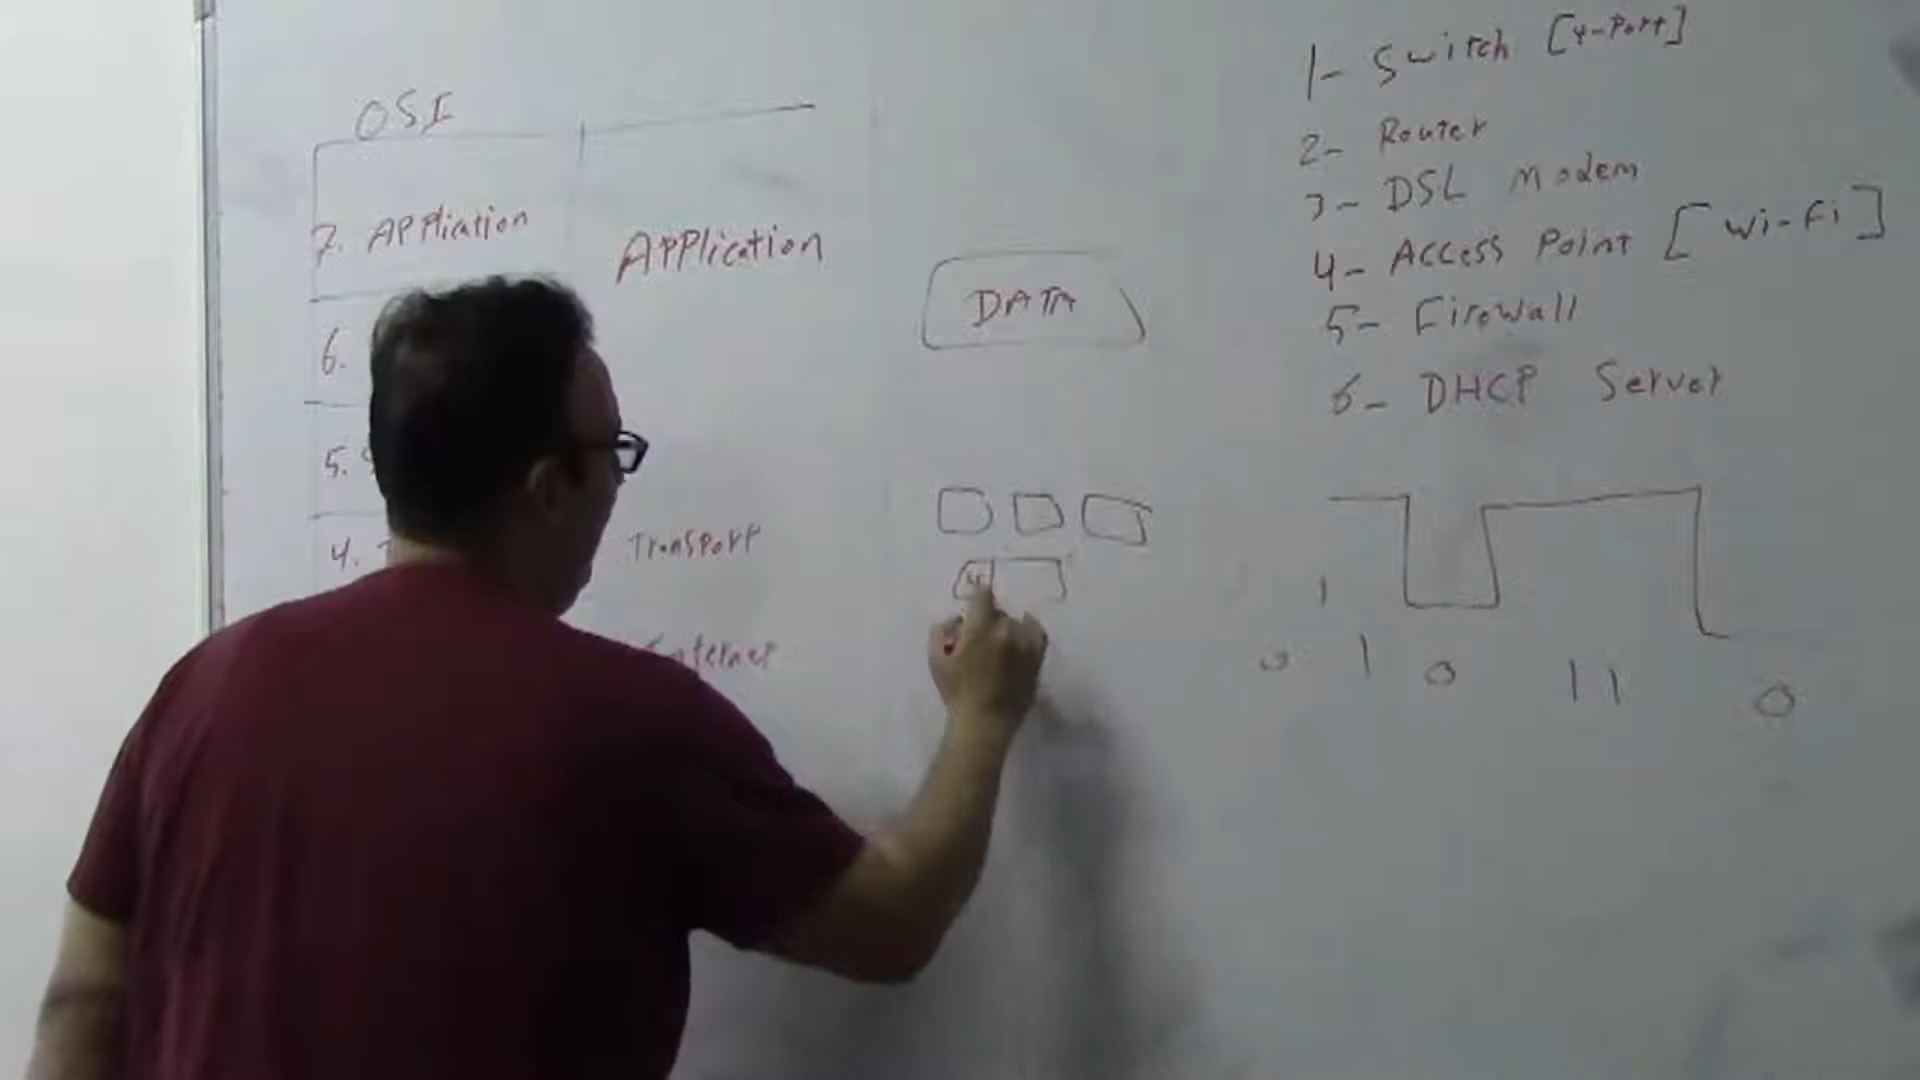 OSI
7. APPlication
APPlication
6.
5. S
4. T
Transport
Internet
DATA
4
1- Switch [4-Port]
2- Router
3- DSL Modem
4- Access Point [Wi-Fi]
5- Firewall
6- DHCP Server
1
0 1 0 11 0